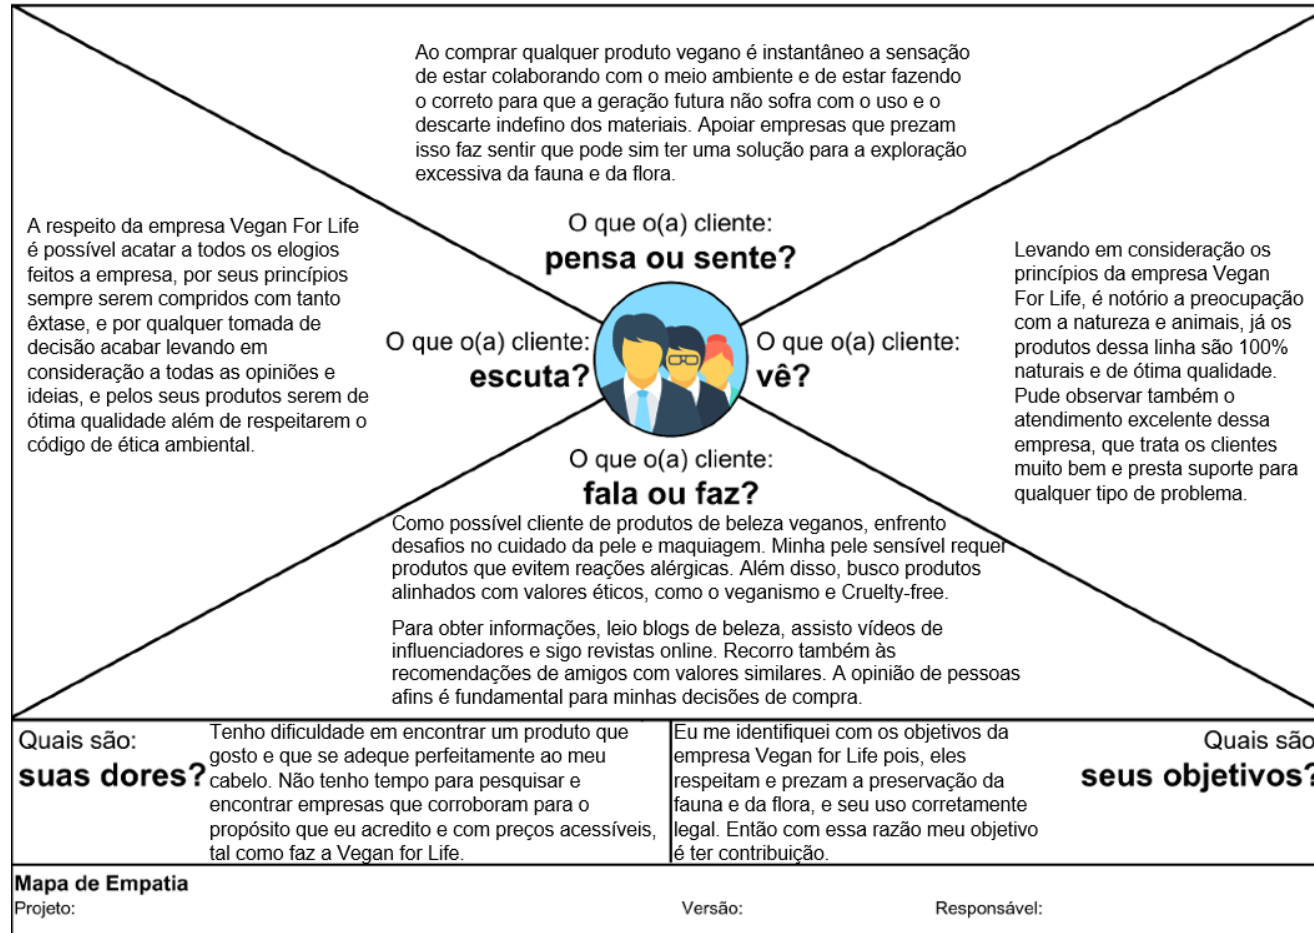 Ao comprar qualquer produto vegano é instantâneo a sensação
de estar colaborando com o meio ambiente e de estar fazendo
o correto para que a geração futura não sofra com o uso e o
descarte indefino dos materiais. Apoiar empresas que prezam
isso faz sentir que pode sim ter uma solução para a exploração
excessiva da fauna e da flora.
O que o(a) cliente:
pensa ou sente?
A respeito da empresa Vegan For Life
é possível acatar a todos os elogios
feitos a empresa, por seus princípios
sempre serem compridos com tanto
êxtase, e por qualquer tomada de
decisão acabar levando em
consideração a todas as opiniões e
ideias, e pelos seus produtos serem de
ótima qualidade além de respeitarem o
código de ética ambiental.
O que o(a) cliente:
escuta?
O que o(a) cliente:
vê?
Levando em consideração os
princípios da empresa Vegan
For Life, é notório a preocupação
com a natureza e animais, já os
produtos dessa linha são 100%
naturais e de ótima qualidade.
Pude observar também o
atendimento excelente dessa
empresa, que trata os clientes
muito bem e presta suporte para
qualquer tipo de problema.
O que o(a) cliente:
fala ou faz?
Como possível cliente de produtos de beleza veganos, enfrento
desafios no cuidado da pele e maquiagem. Minha pele sensível requer
produtos que evitem reações alérgicas. Além disso, busco produtos
alinhados com valores éticos, como o veganismo e Cruelty-free.
Para obter informações, leio blogs de beleza, assisto vídeos de
influenciadores e sigo revistas online. Recorro também às
recomendações de amigos com valores similares. A opinião de pessoas
afins é fundamental para minhas decisões de compra.
Quais são:
suas dores?
Tenho dificuldade em encontrar um produto que
gosto e que se adeque perfeitamente ao meu
cabelo. Não tenho tempo para pesquisar e
encontrar empresas que corroboram para o
propósito que eu acredito e com preços acessíveis,
tal como faz a Vegan for Life.
Eu me identifiquei com os objetivos da
empresa Vegan for Life pois, eles
respeitam e prezam a preservação da
fauna e da flora, e seu uso corretamente
legal. Então com essa razão meu objetivo
é ter contribuição.
Quais são
seus objetivos?
Mapa de Empatia
Projeto:
Versão:
Responsável: